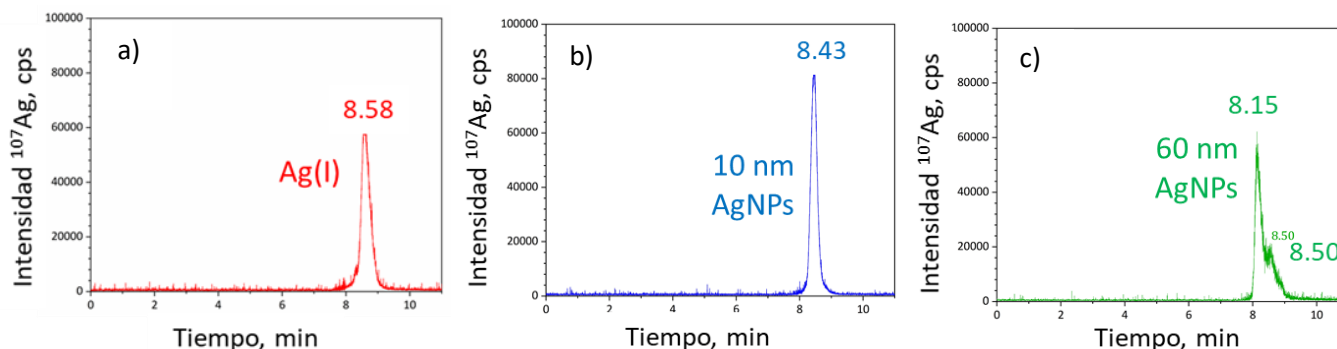 a)
100000
80000
60000
40000
20000
0
Intensidad ¹⁰⁷Ag, cps
8.58
Ag(I)
0 2 4 6 8 10
Tiempo, min
b)
100000
80000
60000
40000
20000
0
Intensidad ¹⁰⁷Ag, cps
8.43
10 nm
AgNPs
0 2 4 6 8 10
Tiempo, min
c)
100000
80000
60000
40000
20000
0
Intensidad ¹⁰⁷Ag, cps
8.15
60 nm
AgNPs
8.50
8.50
0 2 4 6 8 10
Tiempo, min